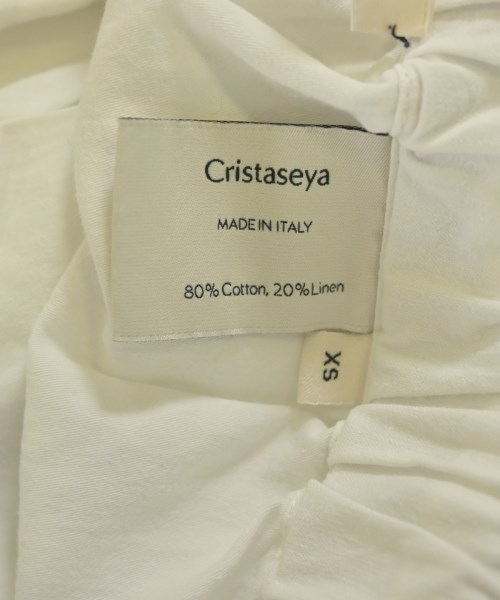 Cristaseya
MADE IN ITALY
80% Cotton, 20% Linen
XS